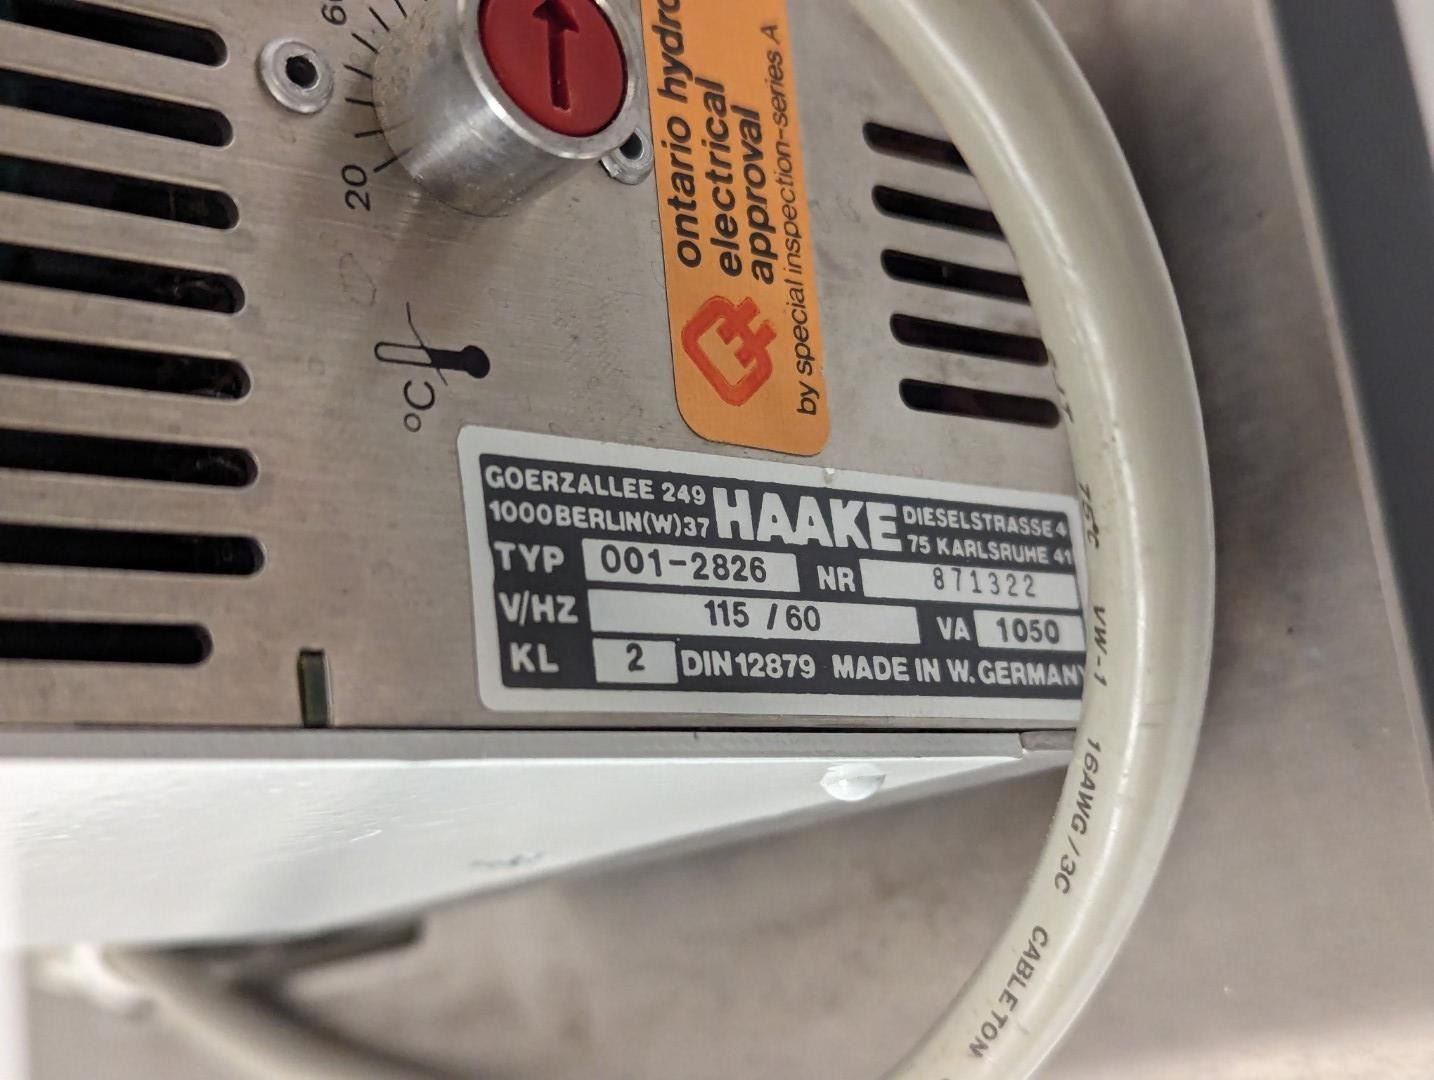 60
20
°C
ontario hydro
electrical
approval
by special inspection-series A
GOERZALLEE 249
1000 BERLIN(W)37
HAAKE
DIESELSTRASSE 4
75 KARLSRUHE 41
TYP 001-2826 NR 871322
V/HZ 115 /60 VA 1050
KL 2 DIN 12879 MADE IN W. GERMANY
75°C VW-1 16AWG/3C CABLETON